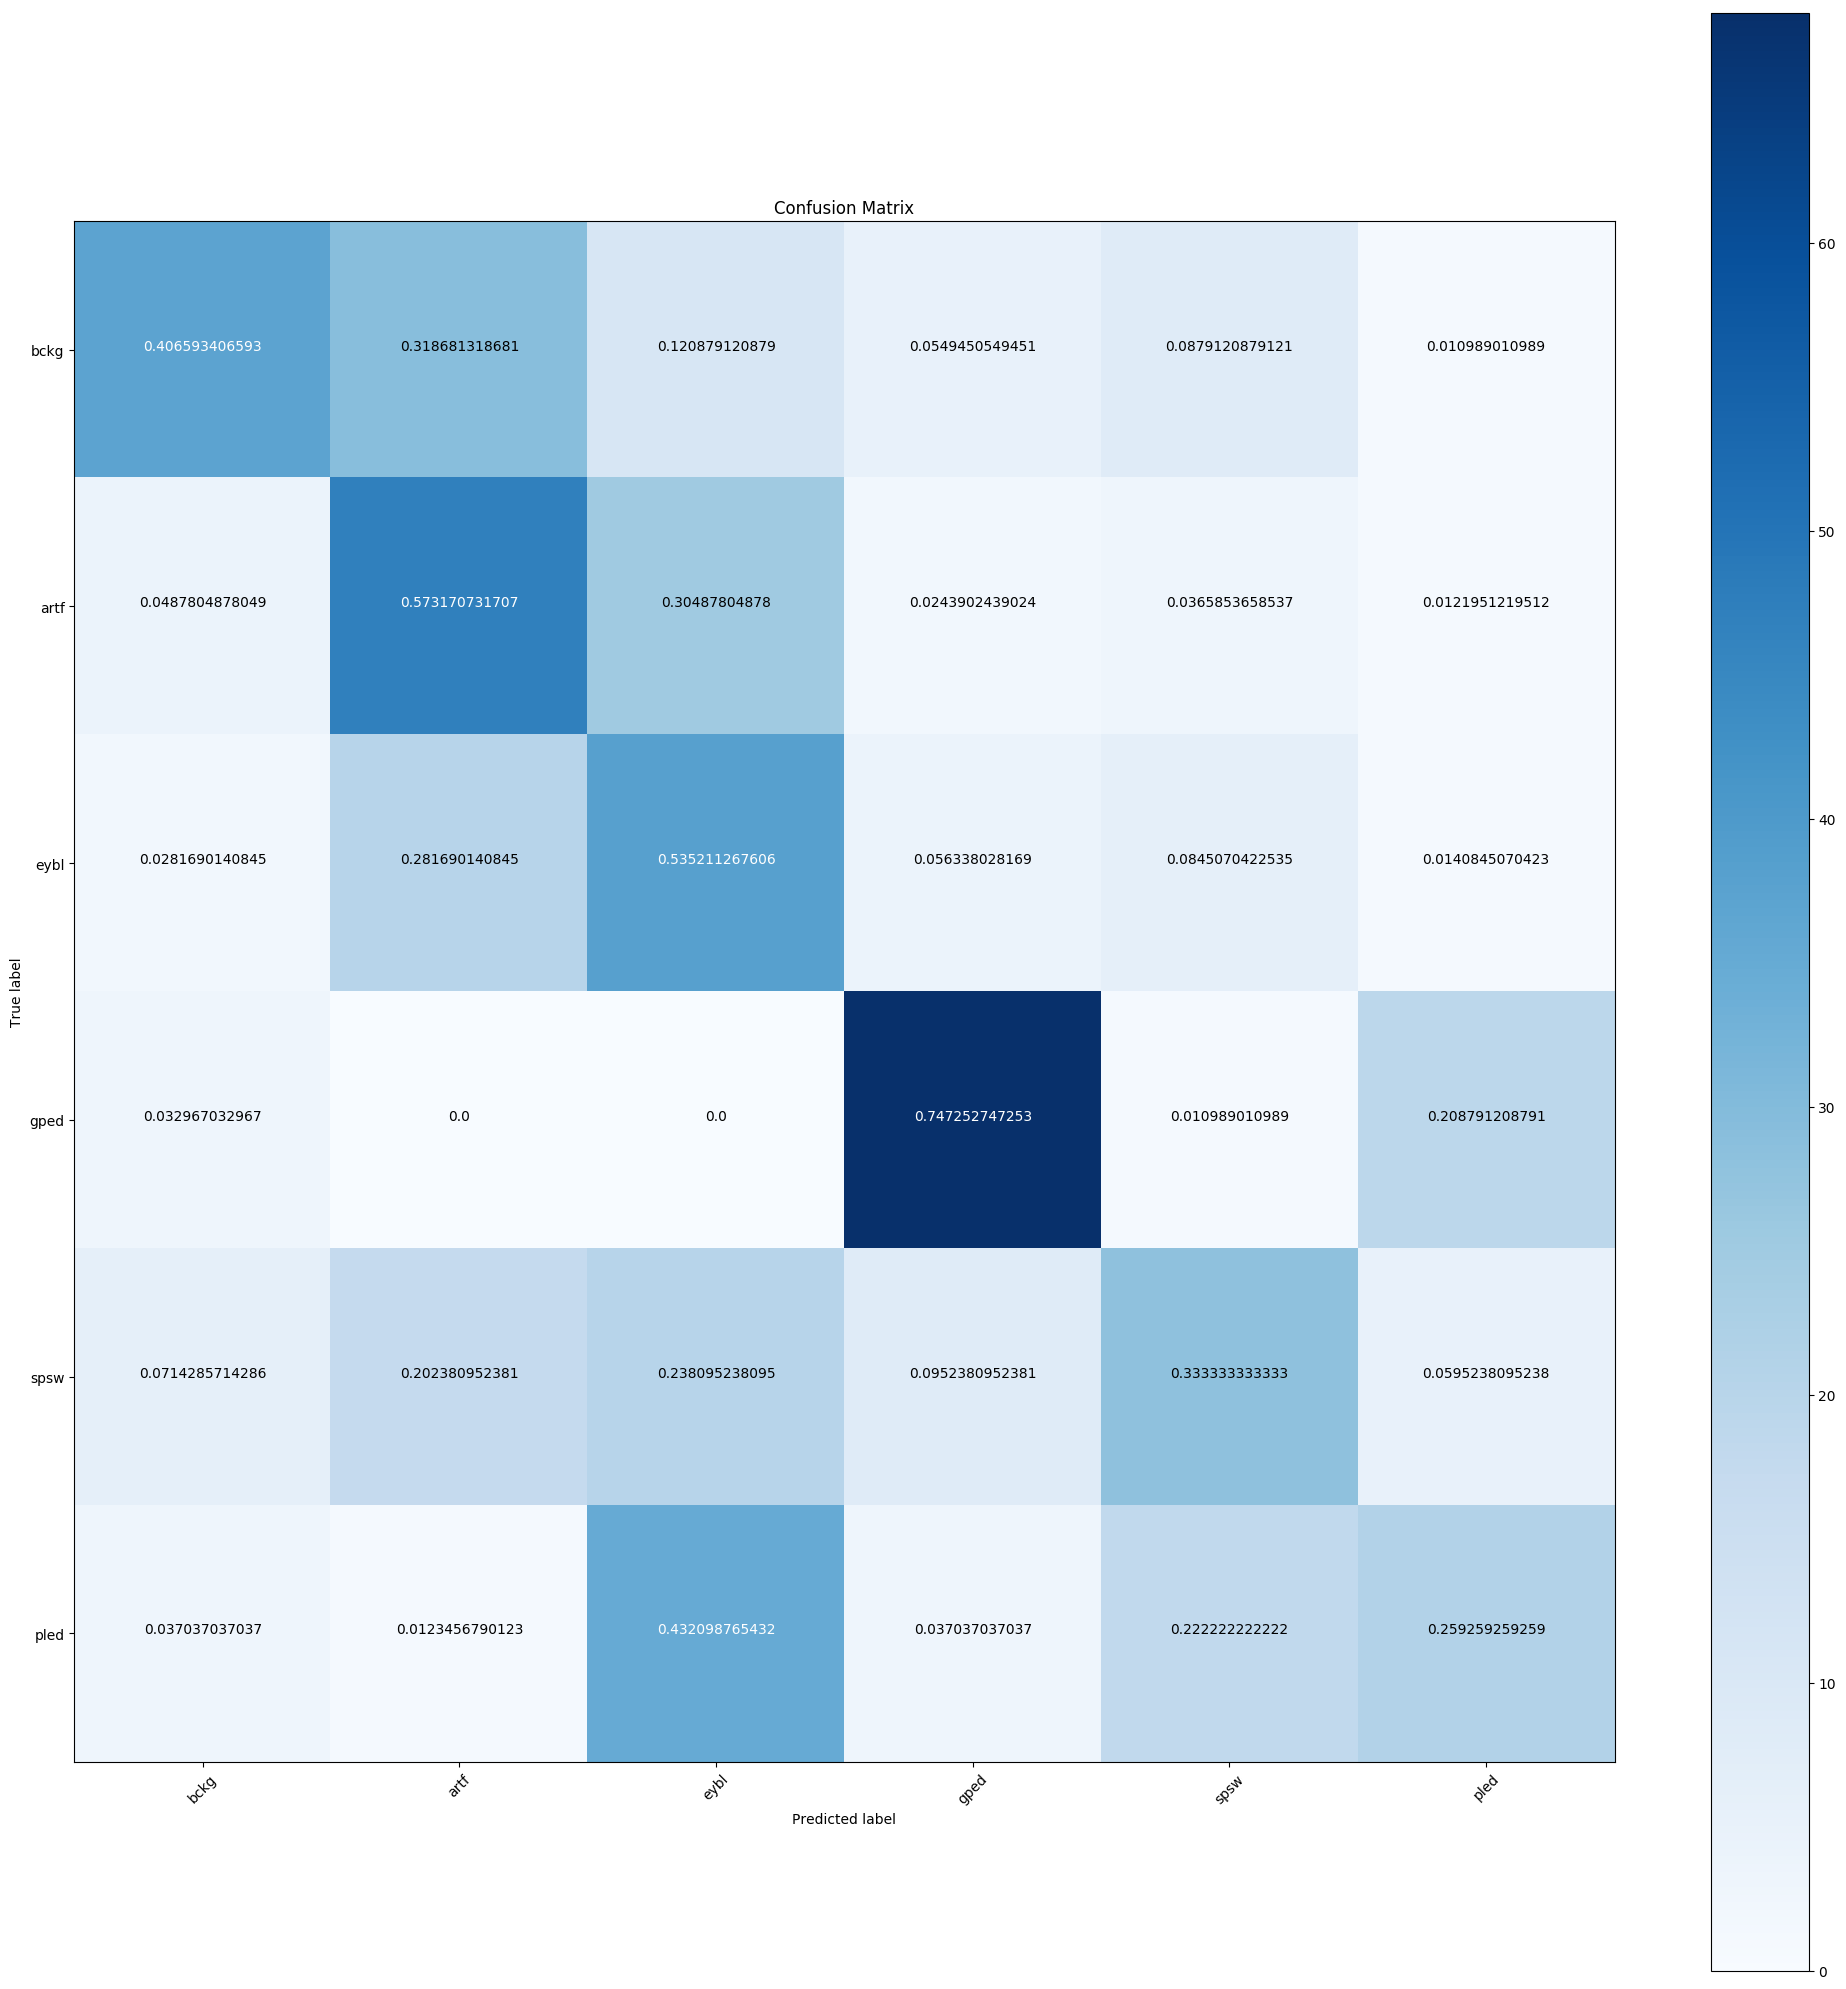 Confusion Matrix
bckg 0.406593406593 0.318681318681 0.120879120879 0.0549450549451 0.0879120879121 0.010989010989
artf 0.0487804878049 0.573170731707 0.30487804878 0.0243902439024 0.0365853658537 0.0121951219512
eybl 0.0281690140845 0.281690140845 0.535211267606 0.056338028169 0.0845070422535 0.0140845070423
True label
gped 0.032967032967 0.0 0.0 0.747252747253 0.010989010989 0.208791208791
spsw 0.0714285714286 0.202380952381 0.238095238095 0.0952380952381 0.333333333333 0.0595238095238
pled 0.037037037037 0.0123456790123 0.432098765432 0.037037037037 0.222222222222 0.259259259259
bckg artf eybl gped spsw pled
Predicted label
60
50
40
30
20
10
0